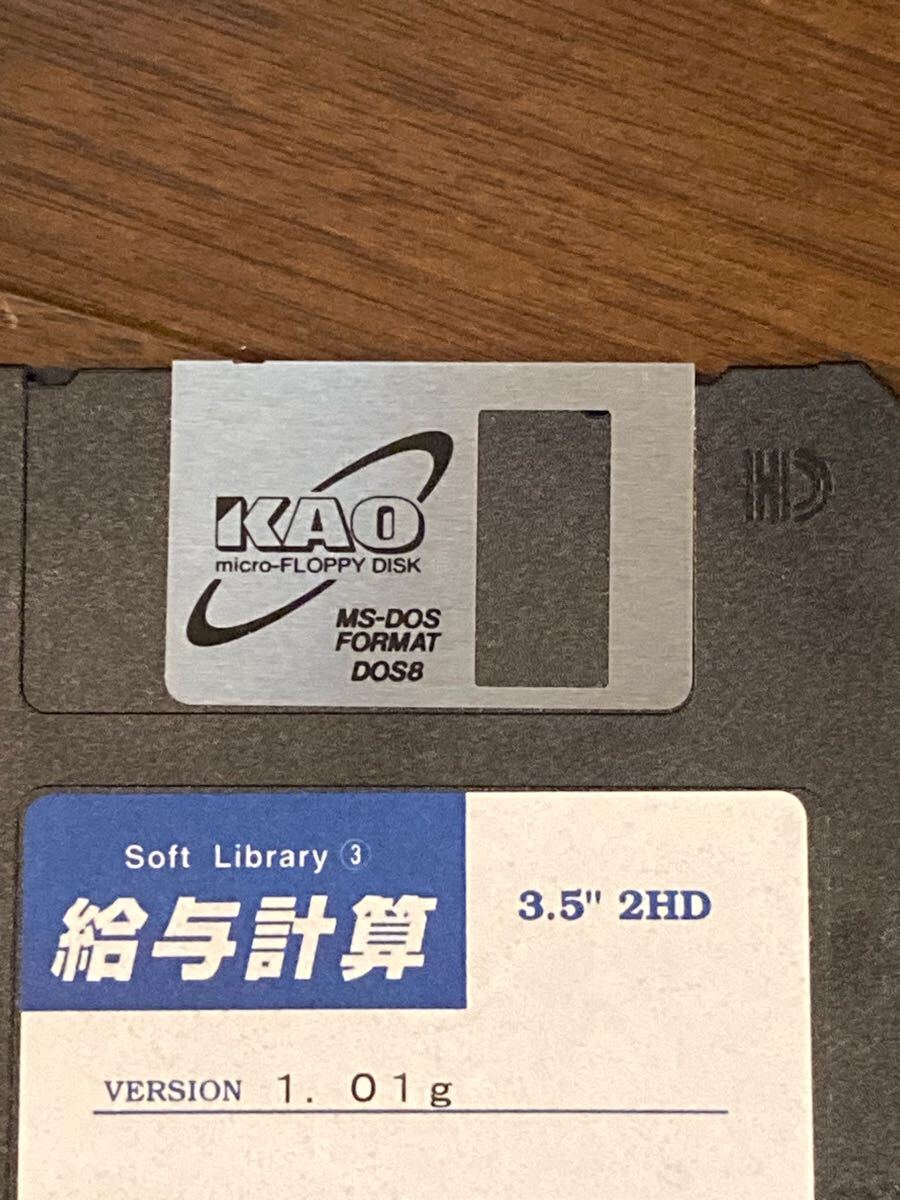 KAO
micro-FLOPPY DISK
MS-DOS
FORMAT
DOS8
HD
Soft Library ③
給与計算
3.5" 2HD
VERSION 1. 01g